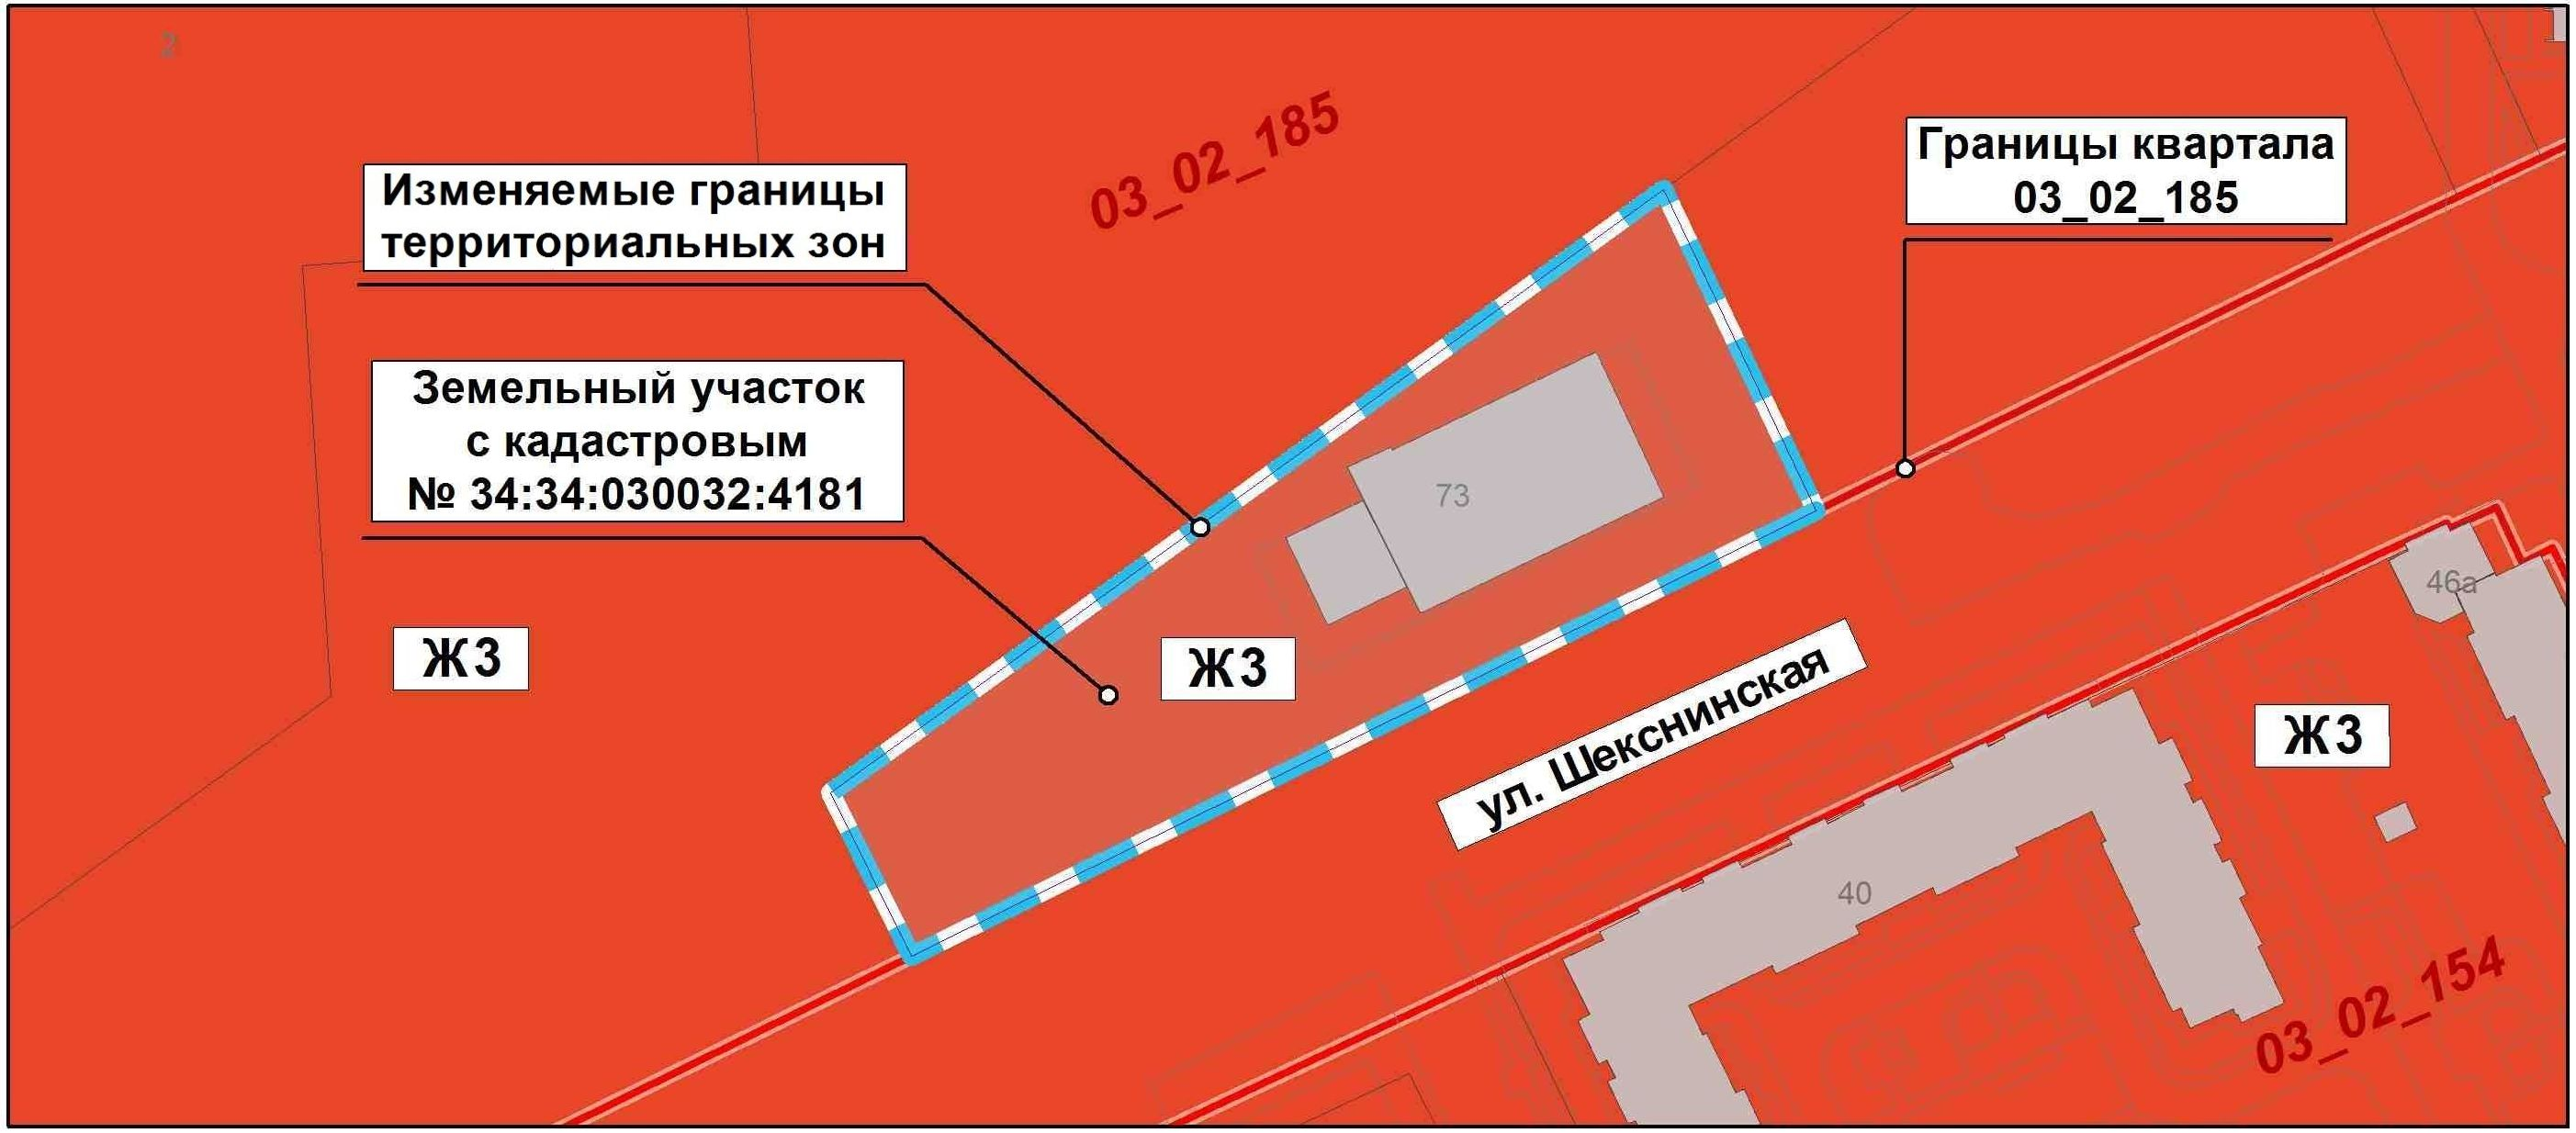 2
03_02_185
Границы квартала
03_02_185
Изменяемые границы
территориальных зон
Земельный участок
с кадастровым
№ 34:34:030032:4181
73
46а
Ж3
Ж3
ул. Шекснинская
Ж3
40
03_02_154